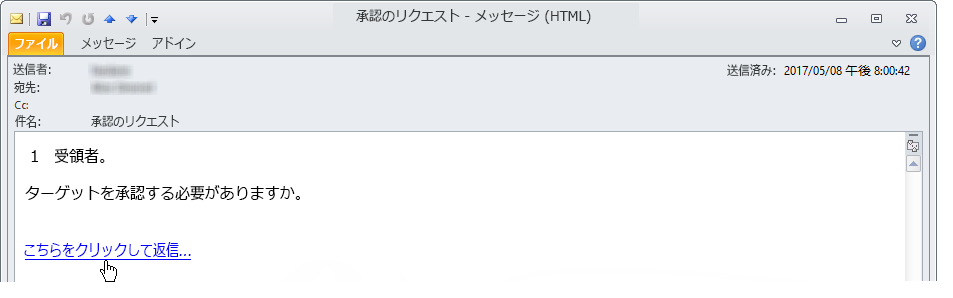 承認のリクエスト - メッセージ (HTML)
ファイル メッセージ アドイン
送信者: 送信済み: 2017/05/08 午後 8:00:42
宛先:
Cc:
件名: 承認のリクエスト
1 受領者。
ターゲットを承認する必要がありますか。
こちらをクリックして返信...